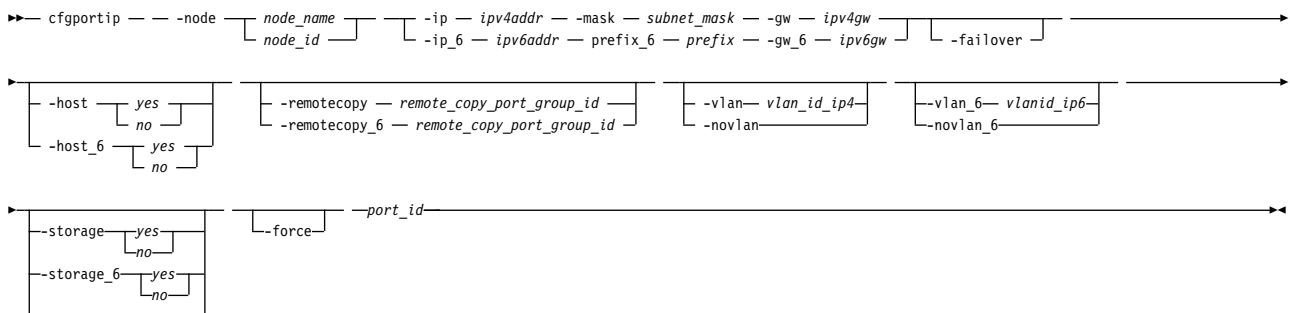 cfgportip -node node_name -ip ipv4addr -mask subnet_mask -gw ipv4gw
node_id -ip_6 ipv6addr prefix_6 prefix -gw_6 ipv6gw -failover
-host yes -remotecopy remote_copy_port_group_id -vlan vlan_id_ip4 -vlan_6 vlanid_ip6
no -remotecopy_6 remote_copy_port_group_id -novlan -novlan_6
-host_6 yes
no
port_id
-storage yes -force
no
-storage_6 yes
no